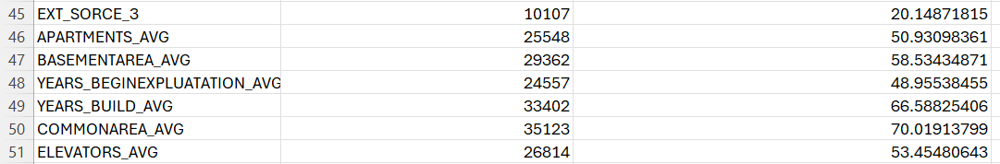 45 EXT_SORCE_3 10107 20.14871815
46 APARTMENTS_AVG 25548 50.93098361
47 BASEMENTAREA_AVG 29362 58.53434871
48 YEARS_BEGINEXPLUATATION_AVG 24557 48.95538455
49 YEARS_BUILD_AVG 33402 66.58825406
50 COMMONAREA_AVG 35123 70.01913799
51 ELEVATORS_AVG 26814 53.45480643